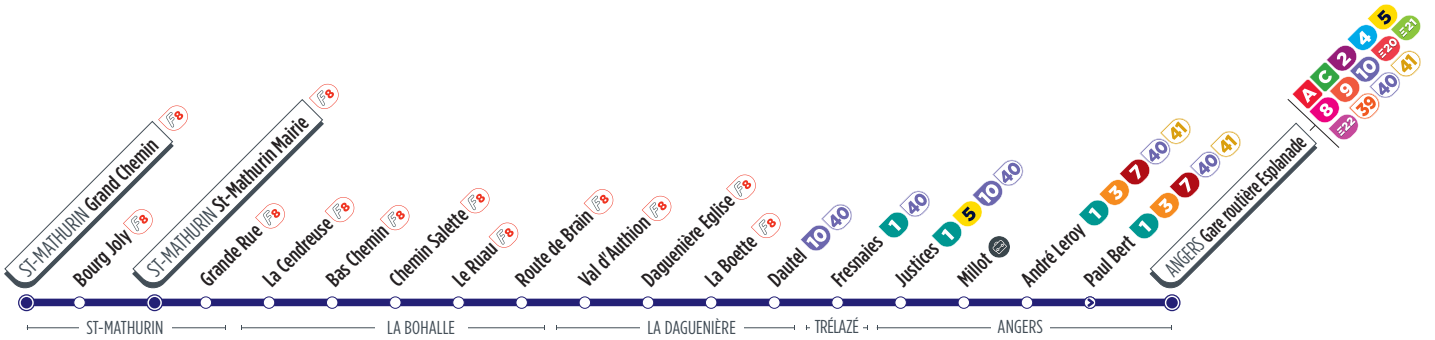 ST-MATHURIN Grand Chemin F8
Bourg Joly F8
ST-MATHURIN St-Mathurin Mairie F8
Grande Rue F8
La Cendreuse F8
Bas Chemin F8
Chemin Salette F8
Le Ruau F8
Route de Brain F8
Val d'Authion F8
Daguenière Eglise F8
La Boette F8
Dautel 10 40
Fresnaies 1 40
Justices 1 5 10 40
Millot
André Leroy 1 3 7 40 41
Paul Bert 1 3 7 40 41
ANGERS Gare routière Esplanade
A C 2 4 5
8 9 10 20 21
22 39 40 41
ST-MATHURIN
LA BOHALLE
LA DAGUENIÈRE
TRÉLAZÉ
ANGERS